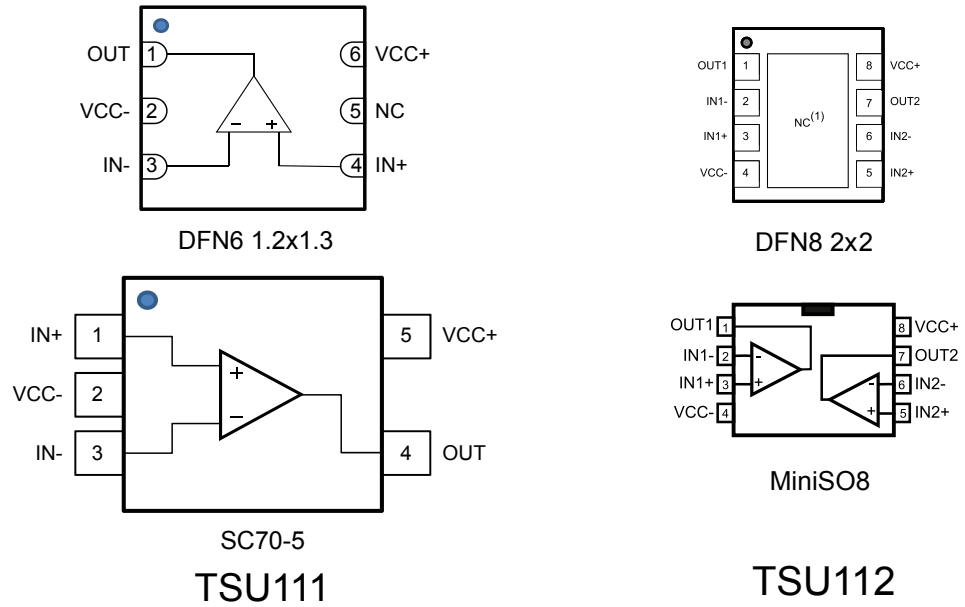 OUT 1 6 VCC+
VCC- 2 5 NC
IN- 3 − + 4 IN+
DFN6 1.2x1.3
IN+ 1 5 VCC+
VCC- 2 +
IN- 3 − 4 OUT
SC70-5
TSU111
OUT1 1 8 VCC+
IN1- 2 7 OUT2
NC(1)
IN1+ 3 6 IN2-
VCC- 4 5 IN2+
DFN8 2x2
OUT1 1 8 VCC+
IN1- 2 - 7 OUT2
IN1+ 3 + - 6 IN2-
VCC- 4 + 5 IN2+
MiniSO8
TSU112